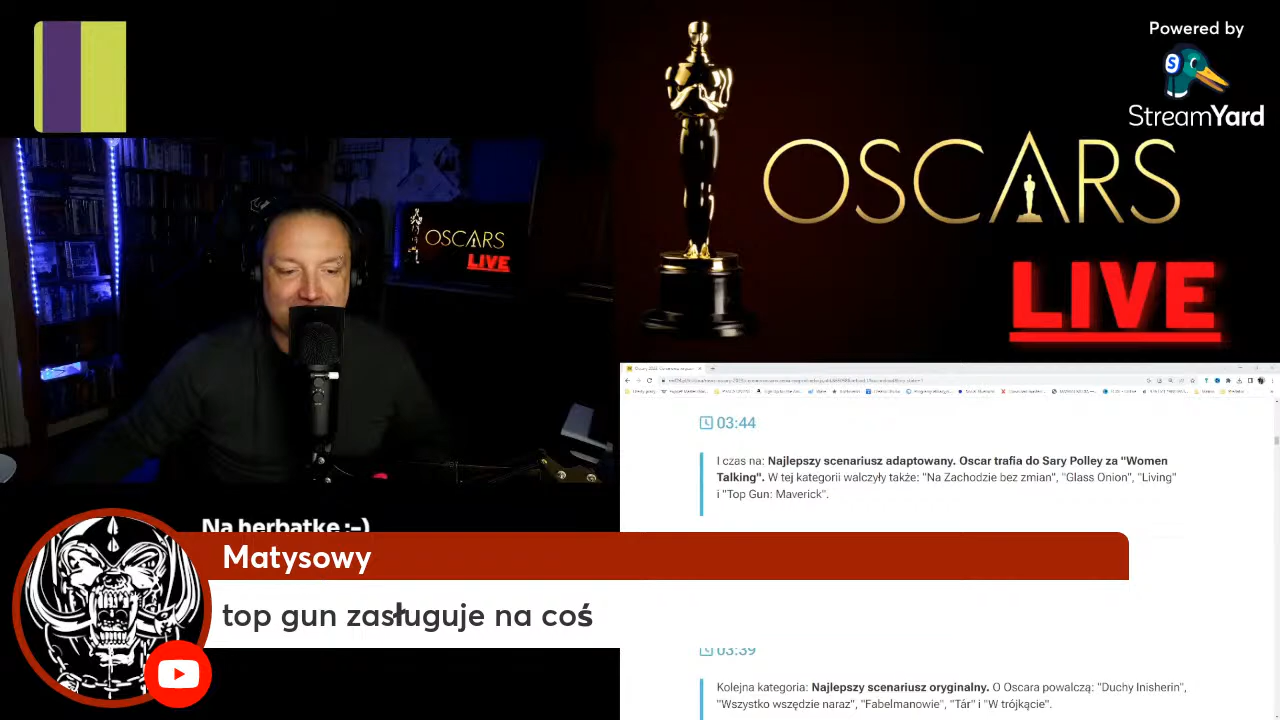 Powered by
StreamYard
OSCARS
LIVE
OSCARS
LIVE
03:44
I czas na: Najlepszy scenariusz adaptowany. Oscar trafia do Sary Polley za "Women
Talking". W tej kategorii walczyły także: "Na Zachodzie bez zmian", "Glass Onion", "Living"
i "Top Gun: Maverick".
Na herbatkę :-)
Matysowy
top gun zasługuje na coś
03:39
Kolejna kategoria: Najlepszy scenariusz oryginalny. O Oscara powalczą: "Duchy Inisherin",
"Wszystko wszędzie naraz", "Fabelmanowie", "Tár" i "W trójkącie".